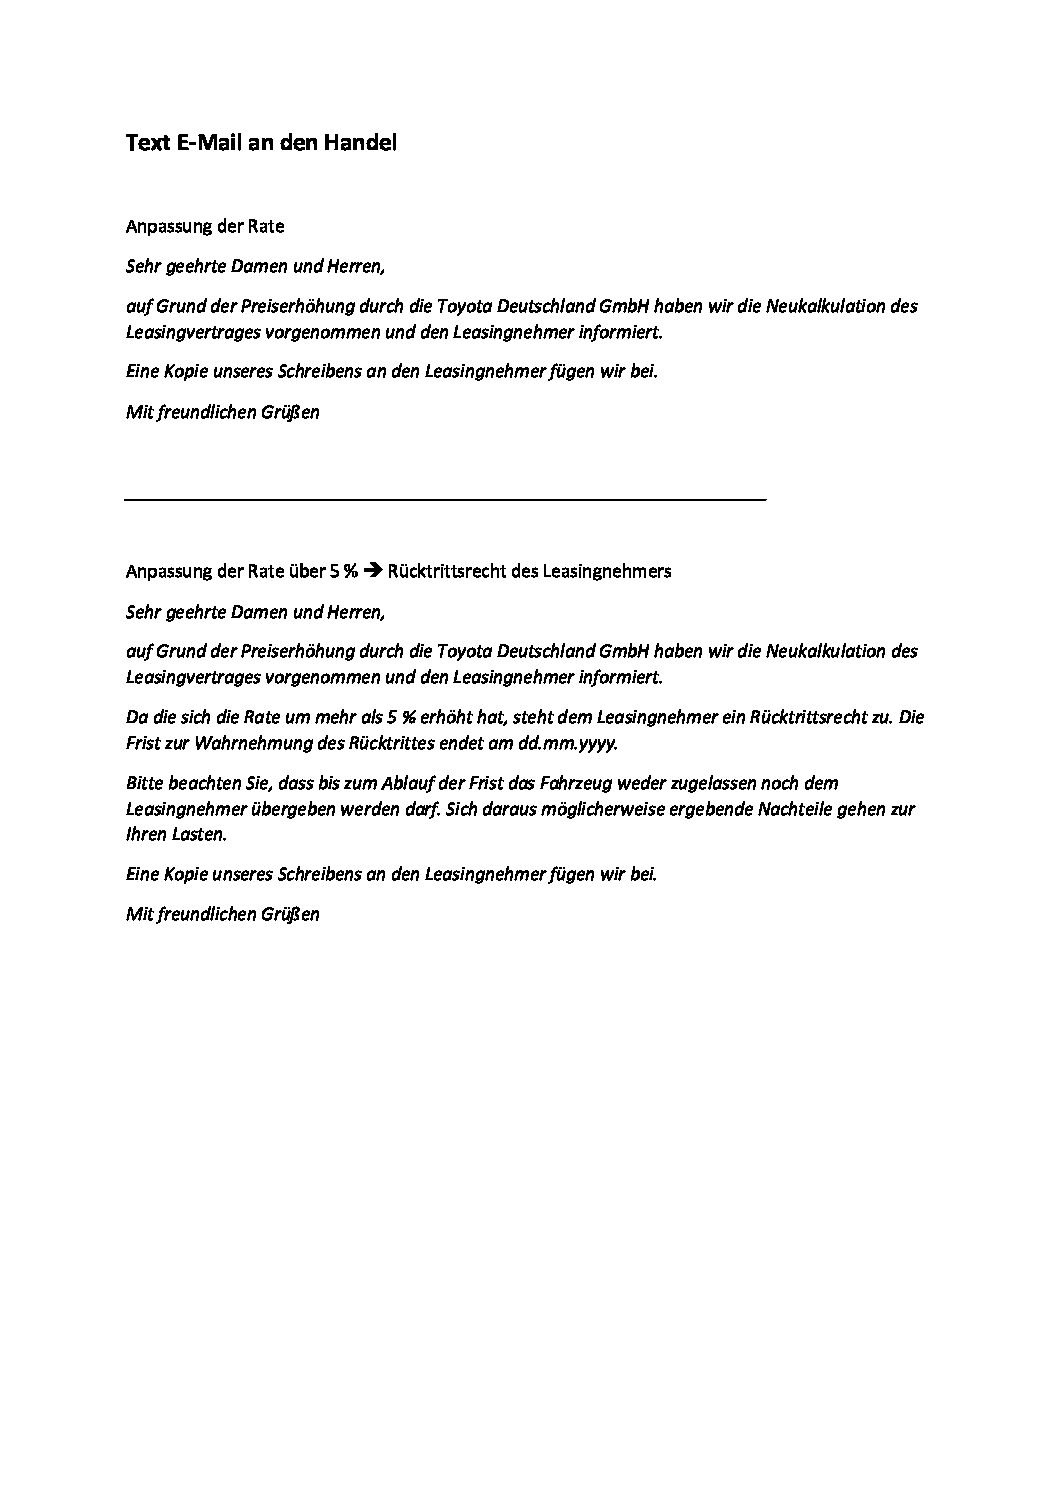 Text E-Mail an den Handel
Anpassung der Rate
Sehr geehrte Damen und Herren,
auf Grund der Preiserhöhung durch die Toyota Deutschland GmbH haben wir die Neukalkulation des
Leasingvertrages vorgenommen und den Leasingnehmer informiert.
Eine Kopie unseres Schreibens an den Leasingnehmer fügen wir bei.
Mit freundlichen Grüßen
Anpassung der Rate über 5 % ➔ Rücktrittsrecht des Leasingnehmers
Sehr geehrte Damen und Herren,
auf Grund der Preiserhöhung durch die Toyota Deutschland GmbH haben wir die Neukalkulation des
Leasingvertrages vorgenommen und den Leasingnehmer informiert.
Da die sich die Rate um mehr als 5 % erhöht hat, steht dem Leasingnehmer ein Rücktrittsrecht zu. Die
Frist zur Wahrnehmung des Rücktrittes endet am dd.mm.yyyy.
Bitte beachten Sie, dass bis zum Ablauf der Frist das Fahrzeug weder zugelassen noch dem
Leasingnehmer übergeben werden darf. Sich daraus möglicherweise ergebende Nachteile gehen zur
Ihren Lasten.
Eine Kopie unseres Schreibens an den Leasingnehmer fügen wir bei.
Mit freundlichen Grüßen